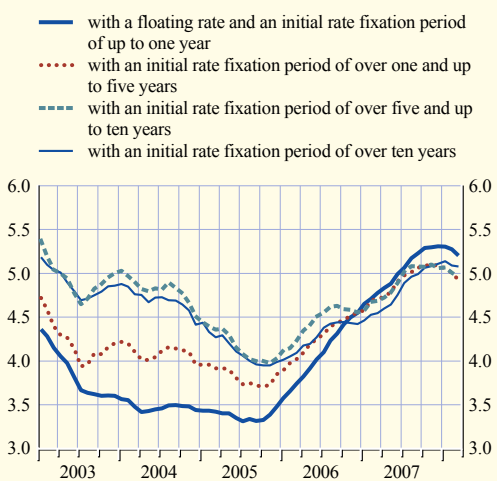 with a floating rate and an initial rate fixation period
of up to one year
with an initial rate fixation period of over one and up
to five years
with an initial rate fixation period of over five and up
to ten years
with an initial rate fixation period of over ten years
6.0 6.0
5.5 5.5
5.0 5.0
4.5 4.5
4.0 4.0
3.5 3.5
3.0 3.0
2003 2004 2005 2006 2007